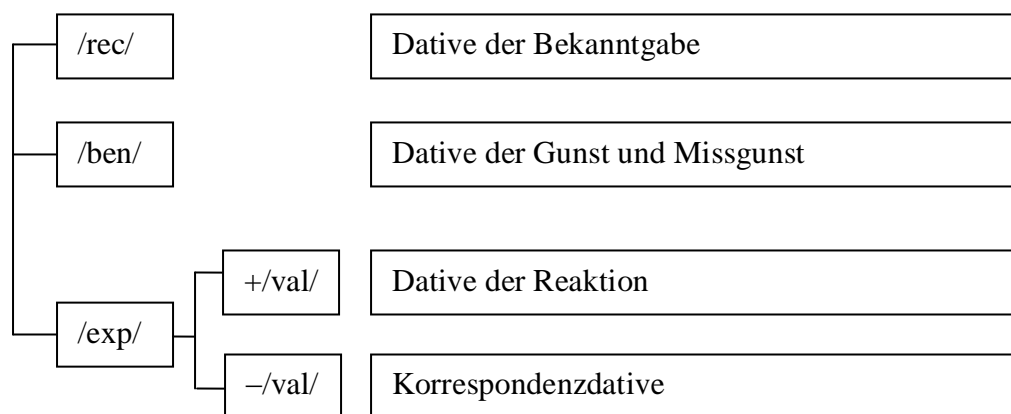 /rec/ Dative der Bekanntgabe
/ben/ Dative der Gunst und Missgunst
+/val/ Dative der Reaktion
/exp/
–/val/ Korrespondenzdative